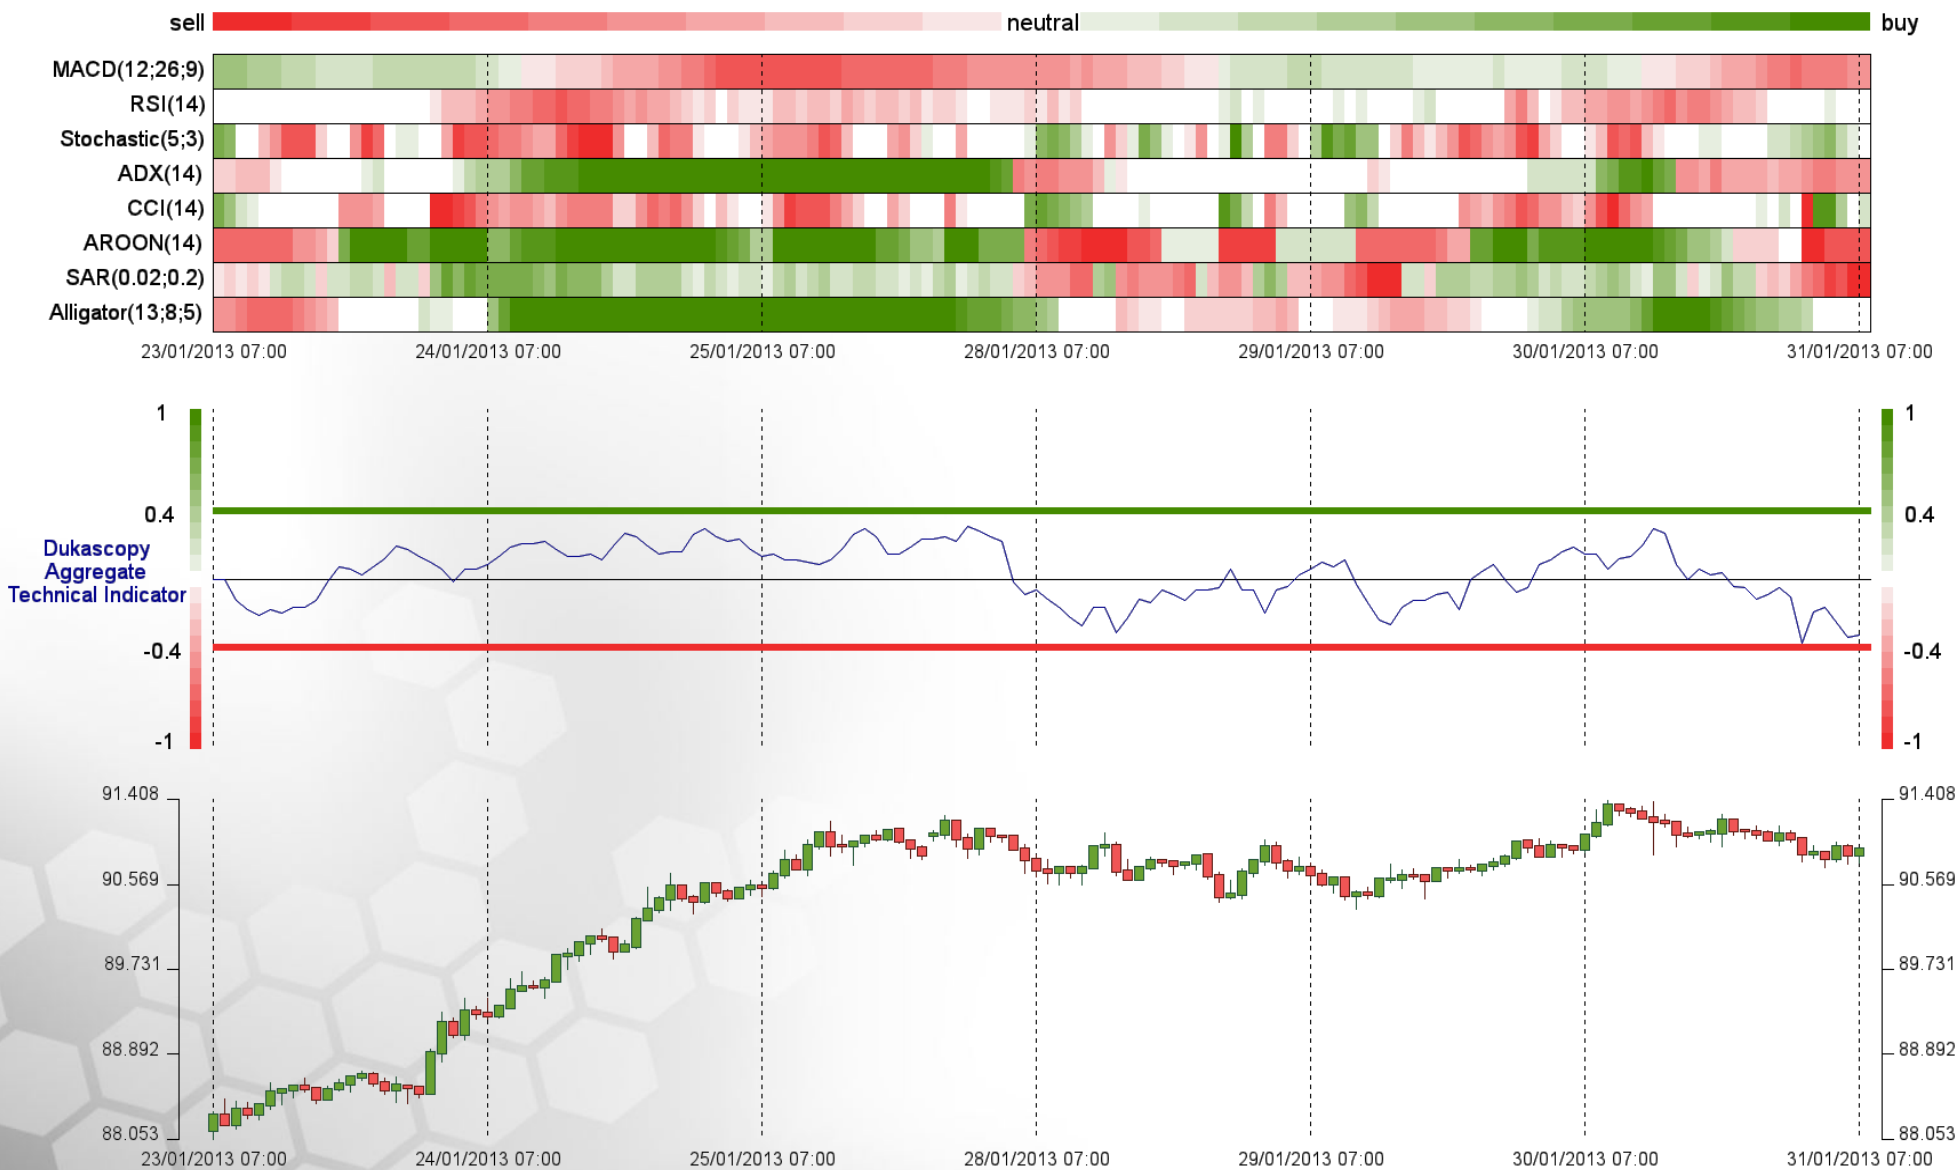 sell neutral buy
MACD(12;26;9)
RSI(14)
Stochastic(5;3)
ADX(14)
CCI(14)
AROON(14)
SAR(0.02;0.2)
Alligator(13;8;5)
23/01/2013 07:00 24/01/2013 07:00 25/01/2013 07:00 28/01/2013 07:00 29/01/2013 07:00 30/01/2013 07:00 31/01/2013 07:00
1 1
0.4 0.4
Dukascopy
Aggregate
Technical Indicator
-0.4 -0.4
-1 -1
91.408 91.408
90.569 90.569
89.731 89.731
88.892 88.892
88.053 88.053
23/01/2013 07:00 24/01/2013 07:00 25/01/2013 07:00 28/01/2013 07:00 29/01/2013 07:00 30/01/2013 07:00 31/01/2013 07:00